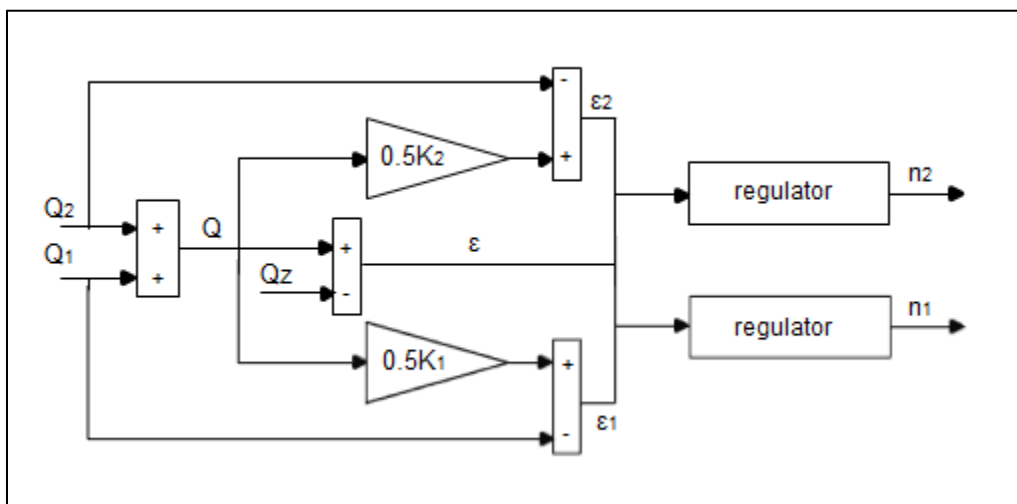 -
ε2
0.5K2
+
regulator
n2
Q2
+
Q
+
ε
Q1
+
Qz
-
n1
regulator
0.5K1
+
ε1
-